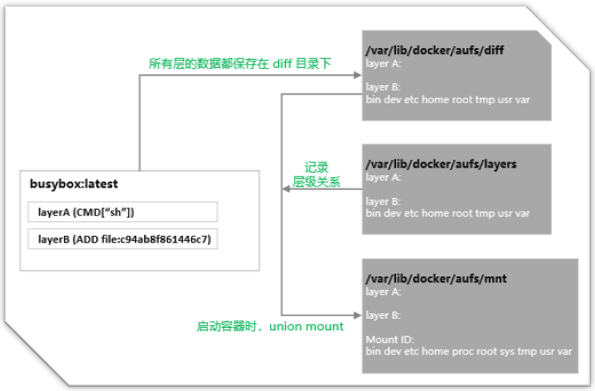 所有层的数据都保存在 diff 目录下
/var/lib/docker/aufs/diff
layer A:
layer B:
bin dev etc home root tmp usr var
busybox:latest
layerA (CMD["sh"])
layerB (ADD file:c94ab8f861446c7)
记录
层级关系
/var/lib/docker/aufs/layers
layer A:
layer B:
bin dev etc home root tmp usr var
启动容器时，union mount
/var/lib/docker/aufs/mnt
layer A:
layer B:
Mount ID:
bin dev etc home proc root sys tmp usr var